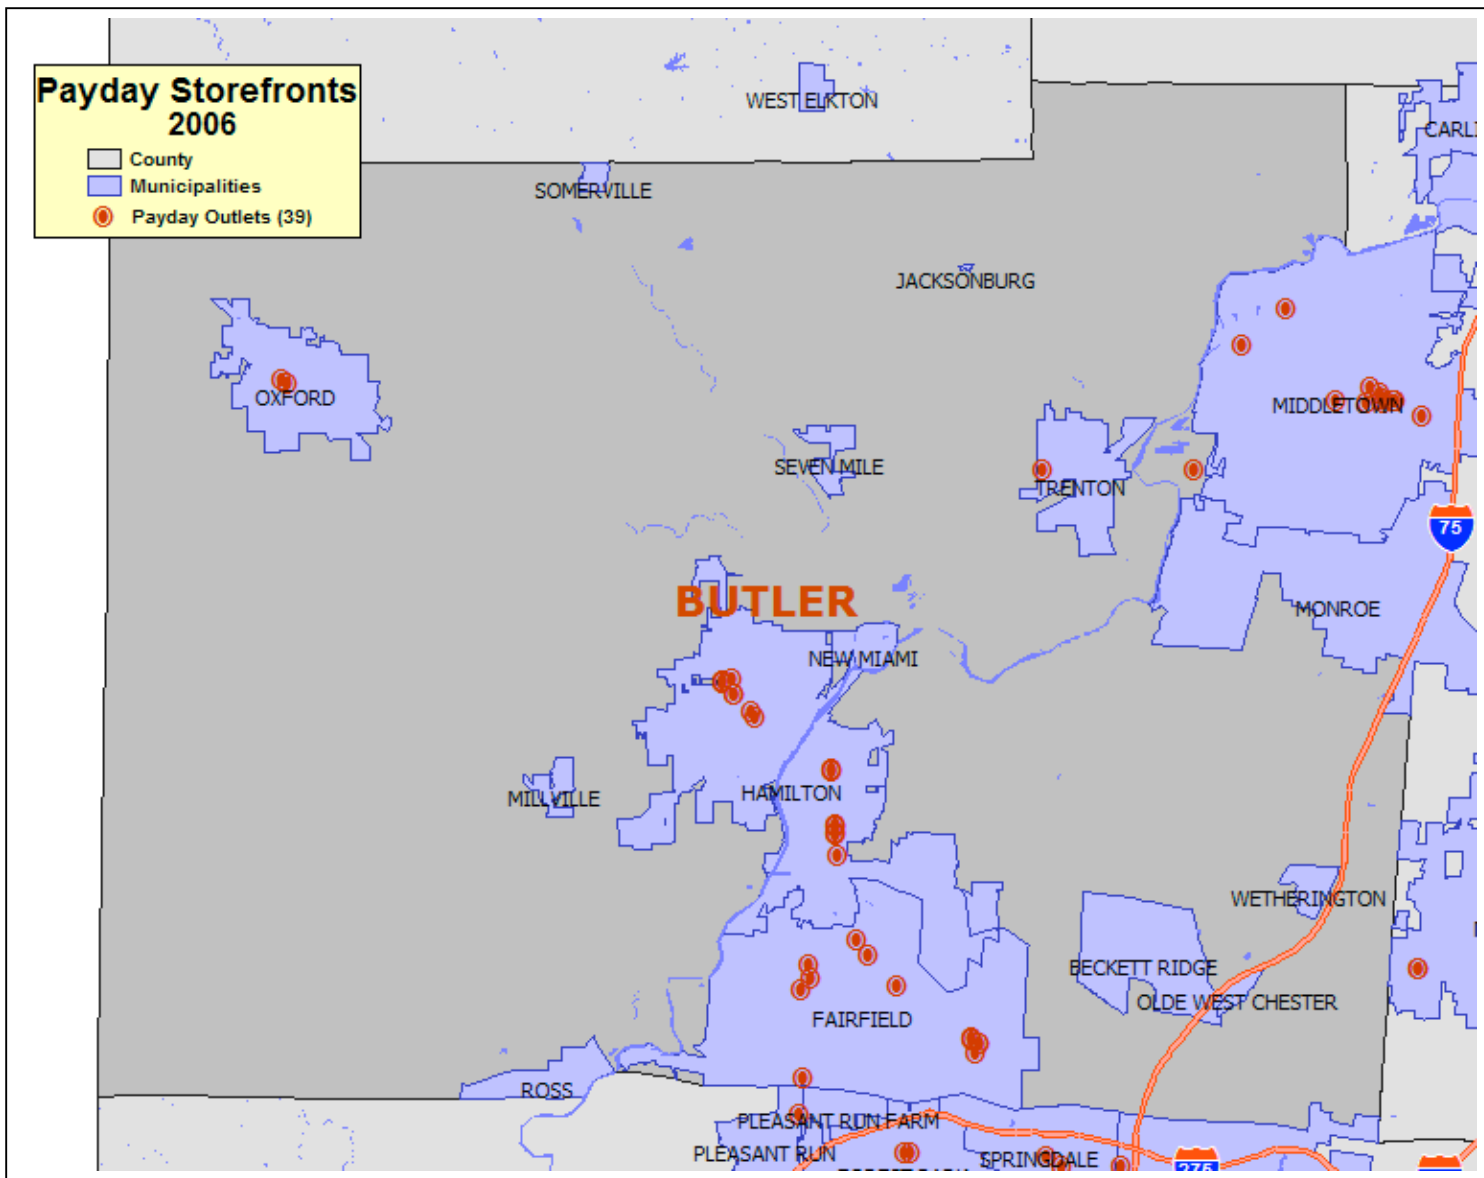 Payday Storefronts
2006
County
Municipalities
Payday Outlets (39)
WEST ELKTON
SOMERVILLE
CARLI
JACKSONBURG
OXFORD
MIDDLETOWN
SEVEN MILE
TRENTON
75
BUTLER
MONROE
NEW MIAMI
HAMILTON
MILLVILLE
WETHERINGTON
BECKETT RIDGE
OLDE WEST CHESTER
FAIRFIELD
ROSS
PLEASANT RUN FARM
PLEASANT RUN
SPRINGDALE
275